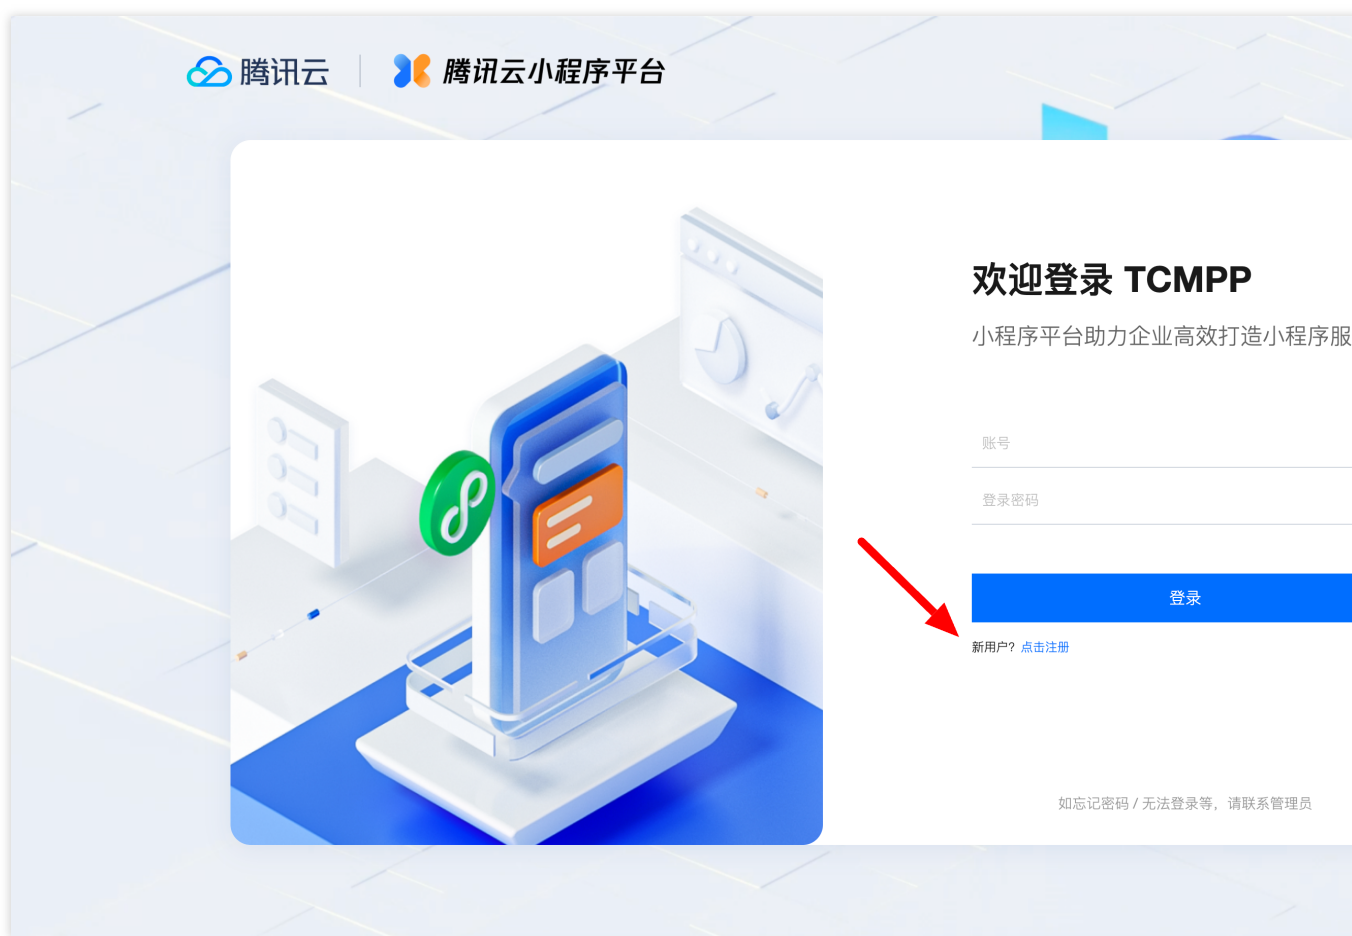 腾讯云
腾讯云小程序平台
欢迎登录 TCMPP
小程序平台助力企业高效打造小程序服
账号
登录密码
登录
新用户? 点击注册
如忘记密码 / 无法登录等，请联系管理员